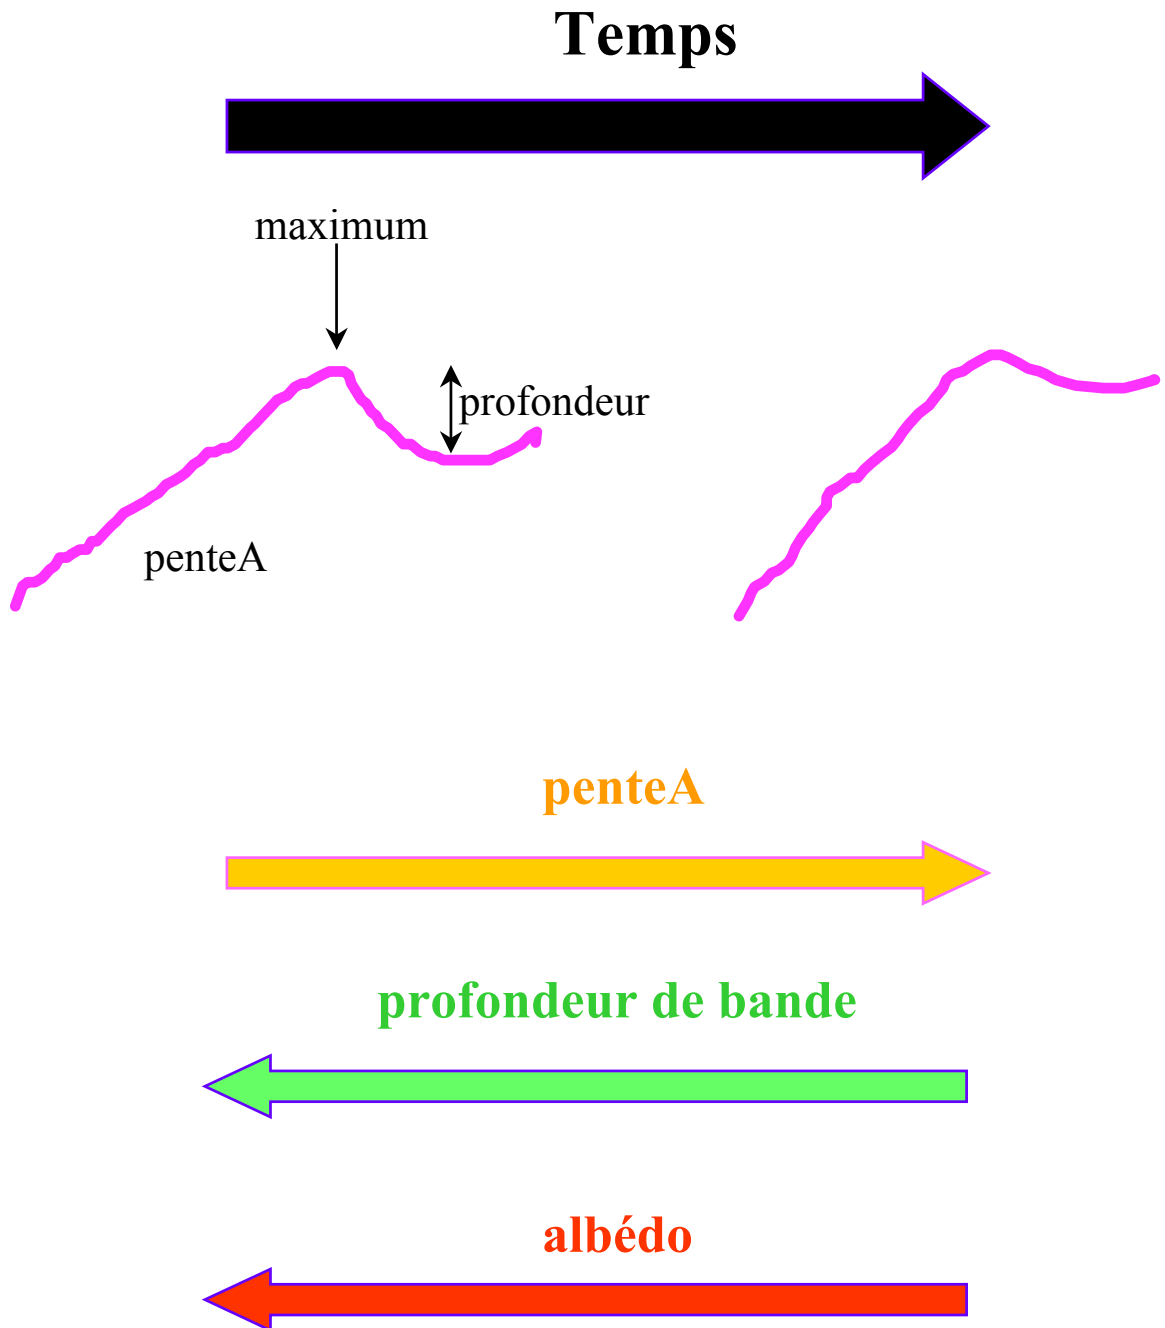 Temps
maximum
profondeur
penteA
penteA
profondeur de bande
albédo